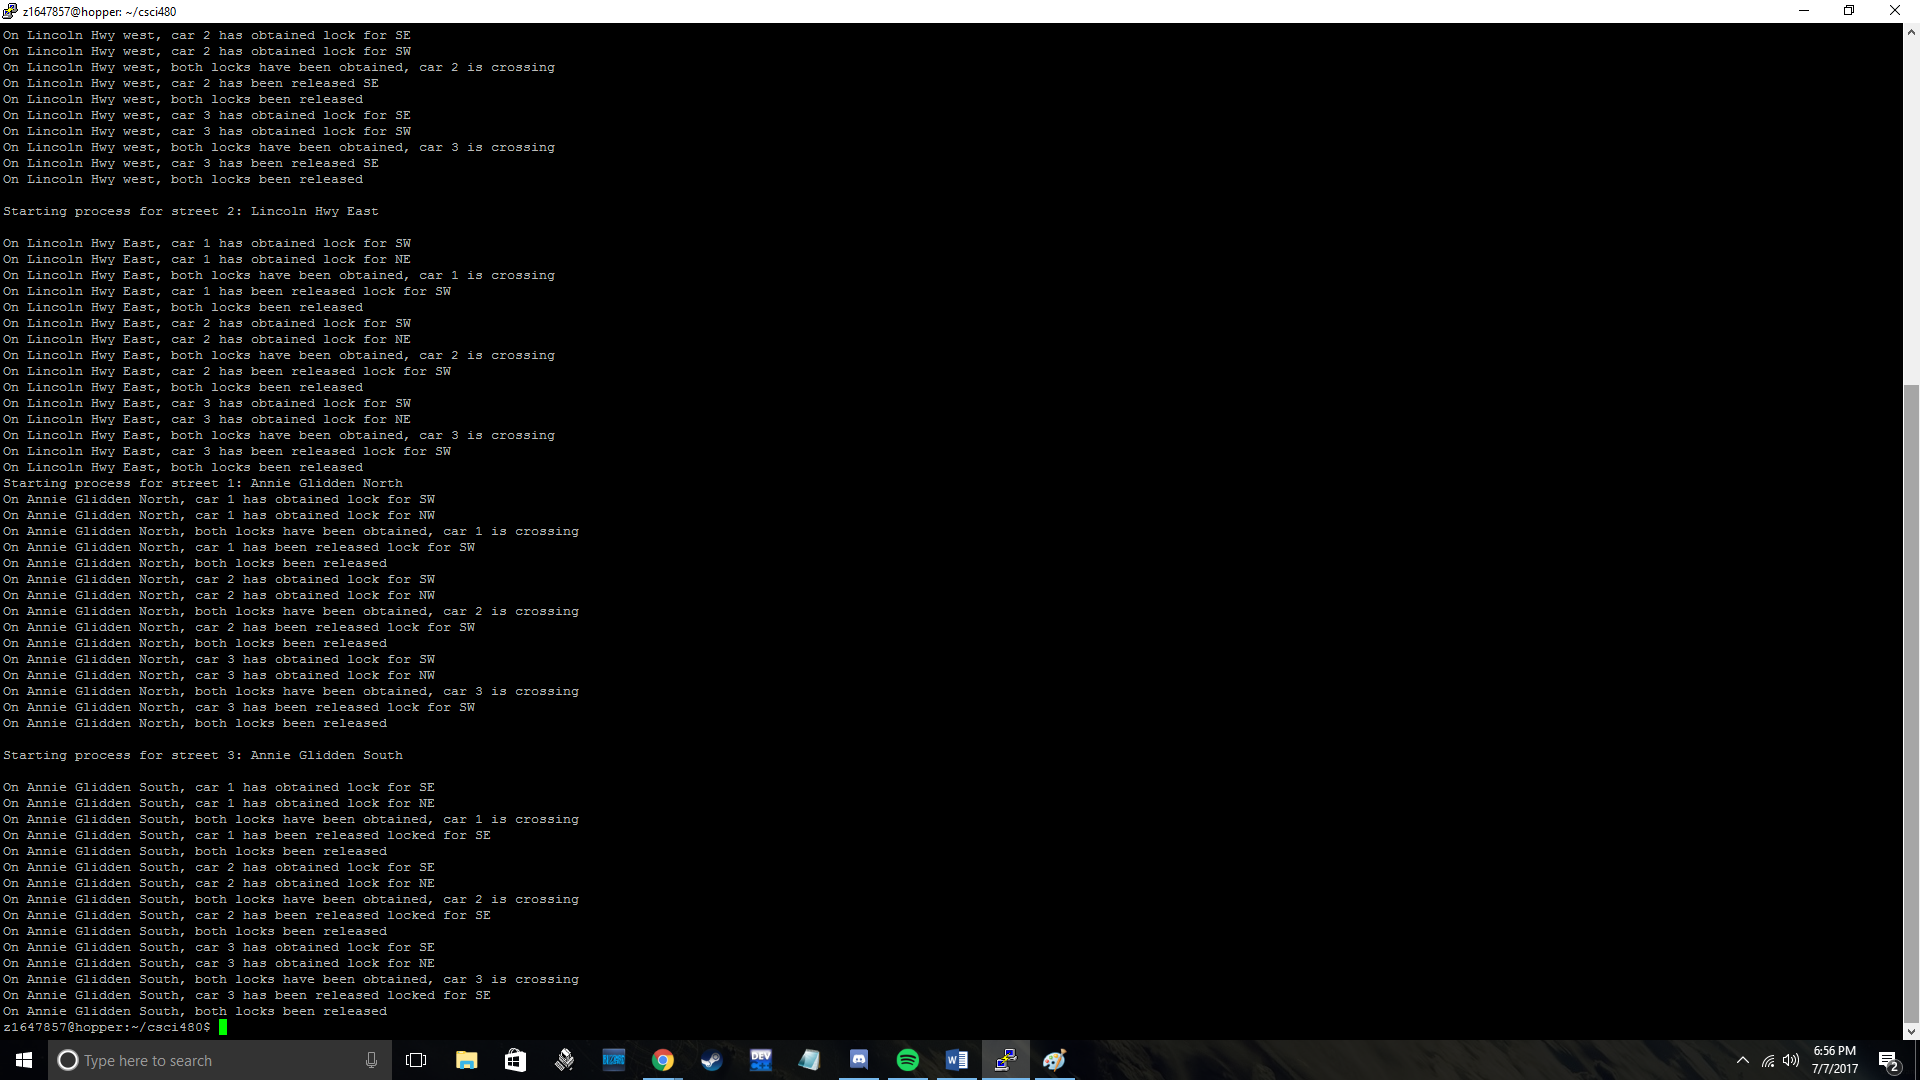 z1647857@hopper: ~/csci480
On Lincoln Hwy west, car 2 has obtained lock for SE
On Lincoln Hwy west, car 2 has obtained lock for SW
On Lincoln Hwy west, both locks have been obtained, car 2 is crossing
On Lincoln Hwy west, car 2 has been released SE
On Lincoln Hwy west, both locks been released
On Lincoln Hwy west, car 3 has obtained lock for SE
On Lincoln Hwy west, car 3 has obtained lock for SW
On Lincoln Hwy west, both locks have been obtained, car 3 is crossing
On Lincoln Hwy west, car 3 has been released SE
On Lincoln Hwy west, both locks been released
Starting process for street 2: Lincoln Hwy East
On Lincoln Hwy East, car 1 has obtained lock for SW
On Lincoln Hwy East, car 1 has obtained lock for NE
On Lincoln Hwy East, both locks have been obtained, car 1 is crossing
On Lincoln Hwy East, car 1 has been released lock for SW
On Lincoln Hwy East, both locks been released
On Lincoln Hwy East, car 2 has obtained lock for SW
On Lincoln Hwy East, car 2 has obtained lock for NE
On Lincoln Hwy East, both locks have been obtained, car 2 is crossing
On Lincoln Hwy East, car 2 has been released lock for SW
On Lincoln Hwy East, both locks been released
On Lincoln Hwy East, car 3 has obtained lock for SW
On Lincoln Hwy East, car 3 has obtained lock for NE
On Lincoln Hwy East, both locks have been obtained, car 3 is crossing
On Lincoln Hwy East, car 3 has been released lock for SW
On Lincoln Hwy East, both locks been released
Starting process for street 1: Annie Glidden North
On Annie Glidden North, car 1 has obtained lock for SW
On Annie Glidden North, car 1 has obtained lock for NW
On Annie Glidden North, both locks have been obtained, car 1 is crossing
On Annie Glidden North, car 1 has been released lock for SW
On Annie Glidden North, both locks been released
On Annie Glidden North, car 2 has obtained lock for SW
On Annie Glidden North, car 2 has obtained lock for NW
On Annie Glidden North, both locks have been obtained, car 2 is crossing
On Annie Glidden North, car 2 has been released lock for SW
On Annie Glidden North, both locks been released
On Annie Glidden North, car 3 has obtained lock for SW
On Annie Glidden North, car 3 has obtained lock for NW
On Annie Glidden North, both locks have been obtained, car 3 is crossing
On Annie Glidden North, car 3 has been released lock for SW
On Annie Glidden North, both locks been released
Starting process for street 3: Annie Glidden South
On Annie Glidden South, car 1 has obtained lock for SE
On Annie Glidden South, car 1 has obtained lock for NE
On Annie Glidden South, both locks have been obtained, car 1 is crossing
On Annie Glidden South, car 1 has been released locked for SE
On Annie Glidden South, both locks been released
On Annie Glidden South, car 2 has obtained lock for SE
On Annie Glidden South, car 2 has obtained lock for NE
On Annie Glidden South, both locks have been obtained, car 2 is crossing
On Annie Glidden South, car 2 has been released locked for SE
On Annie Glidden South, both locks been released
On Annie Glidden South, car 3 has obtained lock for SE
On Annie Glidden South, car 3 has obtained lock for NE
On Annie Glidden South, both locks have been obtained, car 3 is crossing
On Annie Glidden South, car 3 has been released locked for SE
On Annie Glidden South, both locks been released
z1647857@hopper:~/csci480$
Type here to search
DEV
6:56 PM
7/7/2017
2